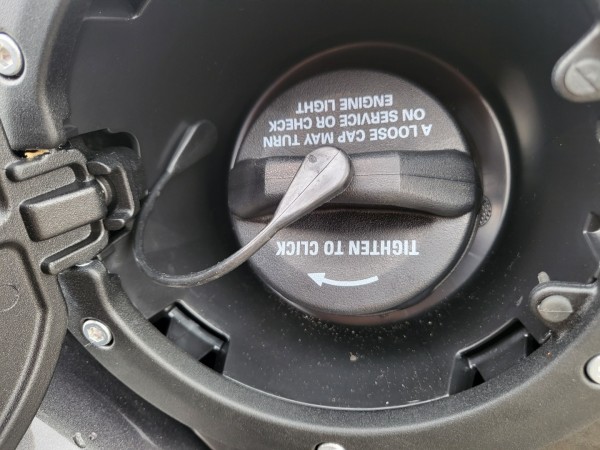 TIGHTEN TO CLICK
A LOOSE CAP MAY TURN
ON SERVICE OR CHECK
ENGINE LIGHT